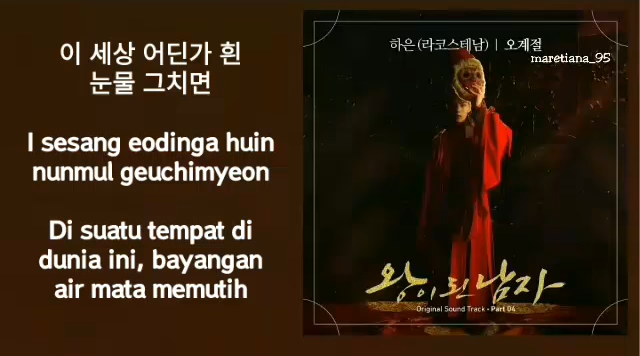 이 세상 어딘가 흰
눈물 그치면
I sesang eodinga huin
nunmul geuchimyeon
Di suatu tempat di
dunia ini, bayangan
air mata memutih
하은 (라코스테남) | 오계절
maretiana_95
왕이 된 남자
Original Sound Track - Part 04